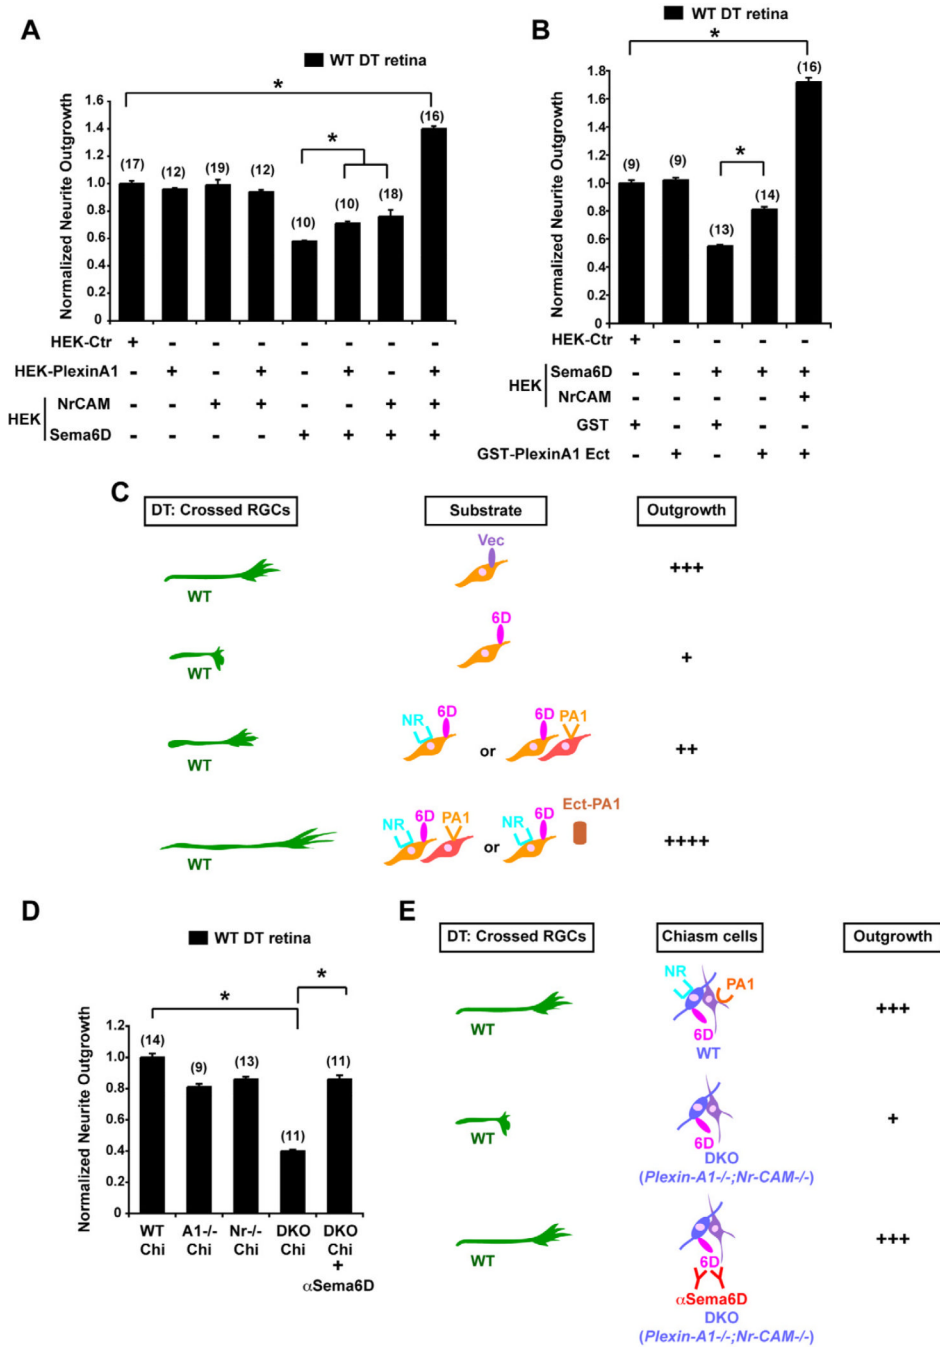 A
WT DT retina
*
(16)
1.6
1.4
1.2
1.0
0.8
0.6
0.4
0.2
0
Normalized Neurite Outgrowth
(17)
(12)
(19)
(12)
*
(10)
(10)
(18)
HEK-Ctr + - - - - - - -
HEK-PlexinA1 - + - + - + - +
HEK
NrCAM - - + + - - + +
Sema6D - - - - + + + +
B
WT DT retina
*
(16)
1.8
1.6
1.4
1.2
1.0
0.8
0.6
0.4
0.2
0
Normalized Neurite Outgrowth
(9)
(9)
*
(13)
(14)
HEK-Ctr + - - - -
HEK
Sema6D - - + + +
NrCAM - - - - +
GST + - + - -
GST-PlexinA1 Ect - + - + +
C
DT: Crossed RGCs Substrate Outgrowth
Vec
WT
+++
6D
WT
+
NR 6D or 6D PA1
WT
++
NR 6D PA1 or NR 6D Ect-PA1
WT
++++
D
WT DT retina
*
*
1.2
1.0
0.8
0.6
0.4
0.2
0
Normalized Neurite Outgrowth
(14)
(9)
(13)
(11)
(11)
WT Chi
A1-/- Chi
Nr-/- Chi
DKO Chi
DKO Chi + αSema6D
E
DT: Crossed RGCs Chiasm cells Outgrowth
NR
PA1
6D
WT
WT
+++
6D
DKO
(Plexin-A1-/-;Nr-CAM-/-)
WT
+
6D
αSema6D
DKO
(Plexin-A1-/-;Nr-CAM-/-)
WT
+++